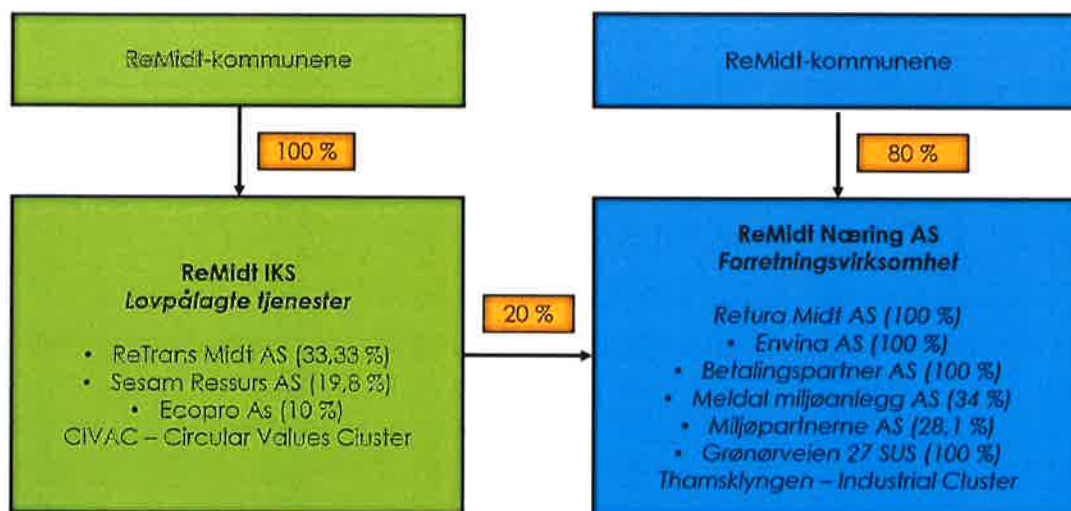 ReMidt-kommunene
100 %
ReMidt IKS
Lovpålagte tjenester
• ReTrans Midt AS (33,33 %)
• Sesam Ressurs AS (19,8 %)
• Ecopro As (10 %)
CIVAC – Circular Values Cluster
20 %
ReMidt-kommunene
80 %
ReMidt Næring AS
Forretningsvirksomhet
Retura Midt AS (100 %)
• Envina AS (100 %)
• Betalingspartner AS (100 %)
• Meldal miljøanlegg AS (34 %)
• Miljøpartnerne AS (28,1 %)
• Grønørveien 27 SUS (100 %)
Thamsklyngen – Industrial Cluster